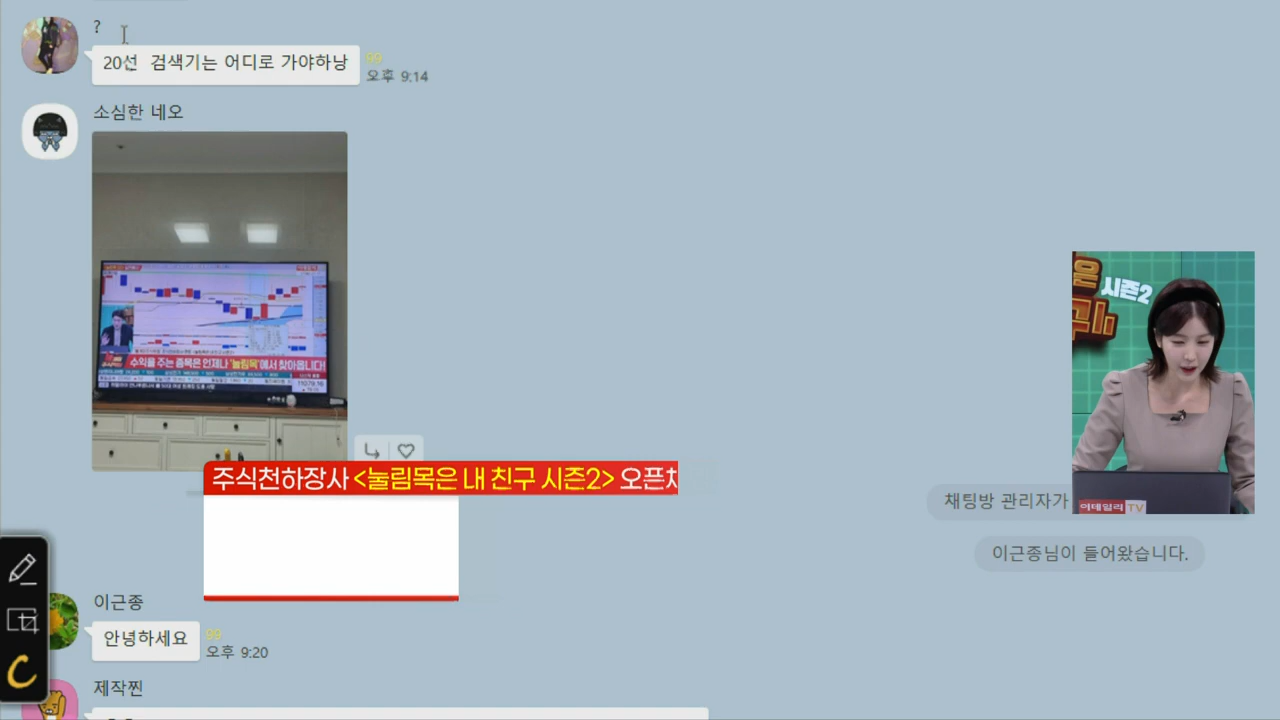 ?
20선 검색기는 어디로 가야하낭
99
오후 9:14
소심한 네오
수익을 주는 종목은 언제나 '눌림목'에서 찾아옵니다!
시즌2
주식천하장사 <눌림목은 내 친구 시즌2> 오픈채
채팅방 관리자가
이데일리 TV
이근종님이 들어왔습니다.
이근종
안녕하세요
99
오후 9:20
제작찐